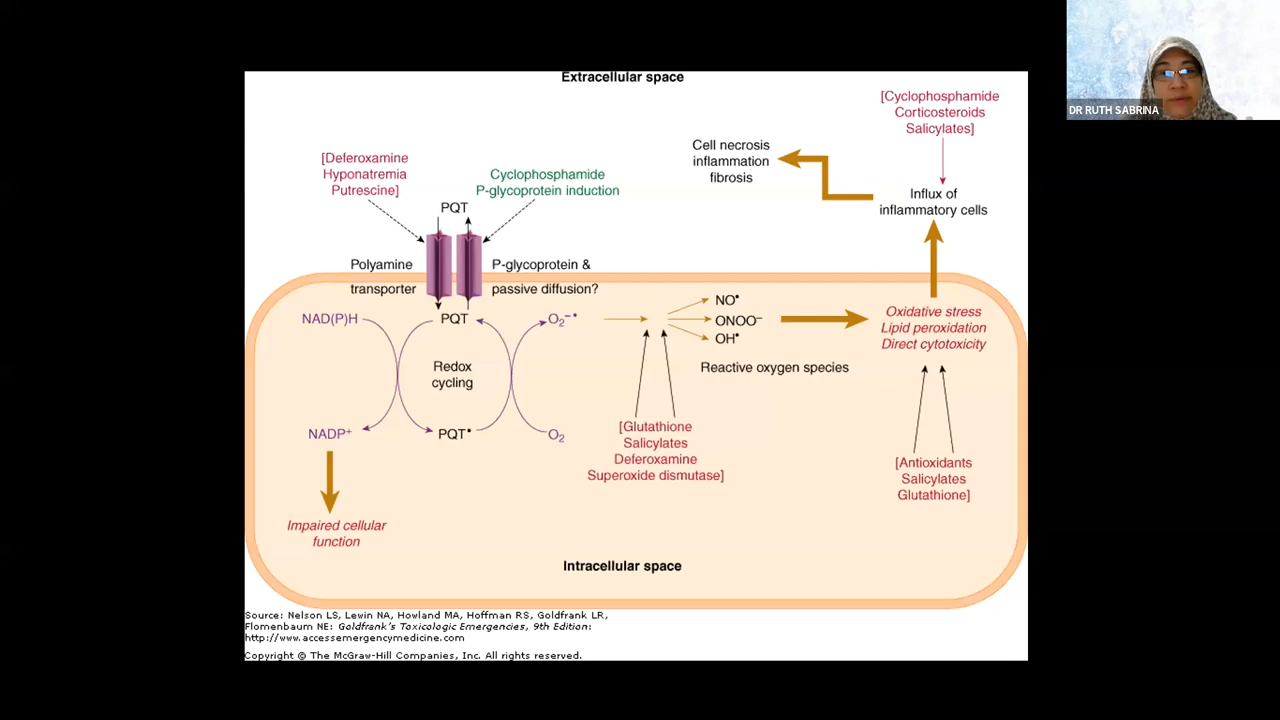 Extracellular space
DR RUTH SABRINA
[Cyclophosphamide
Corticosteroids
Salicylates]
Cell necrosis
inflammation
fibrosis
[Deferoxamine
Hyponatremia
Putrescine]
Cyclophosphamide
P-glycoprotein induction
Influx of
inflammatory cells
PQT
Polyamine
transporter
P-glycoprotein &
passive diffusion?
NAD(P)H
PQT
O₂⁻•
NO•
ONOO⁻
OH•
Reactive oxygen species
Oxidative stress
Lipid peroxidation
Direct cytotoxicity
Redox
cycling
NADP⁺
PQT•
O₂
[Glutathione
Salicylates
Deferoxamine
Superoxide dismutase]
[Antioxidants
Salicylates
Glutathione]
Impaired cellular
function
Intracellular space
Source: Nelson LS, Lewin NA, Howland MA, Hoffman RS, Goldfrank LR,
Flomenbaum NE: Goldfrank's Toxicologic Emergencies, 9th Edition:
http://www.accessemergencymedicine.com
Copyright © The McGraw-Hill Companies, Inc. All rights reserved.